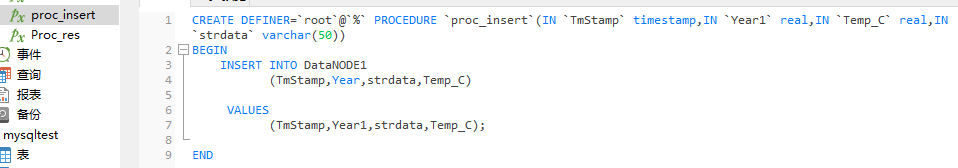 proc_insert
Proc_res
事件
查询
报表
备份
mysqltest
表
1 CREATE DEFINER=`root`@`%` PROCEDURE `proc_insert`(IN `TmStamp` timestamp,IN `Year1` real,IN `Temp_C` real,IN
`strdata` varchar(50))
2 BEGIN
3 INSERT INTO DataNODE1
4 (TmStamp,Year,strdata,Temp_C)
5
6 VALUES
7 (TmStamp,Year1,strdata,Temp_C);
8
9 END